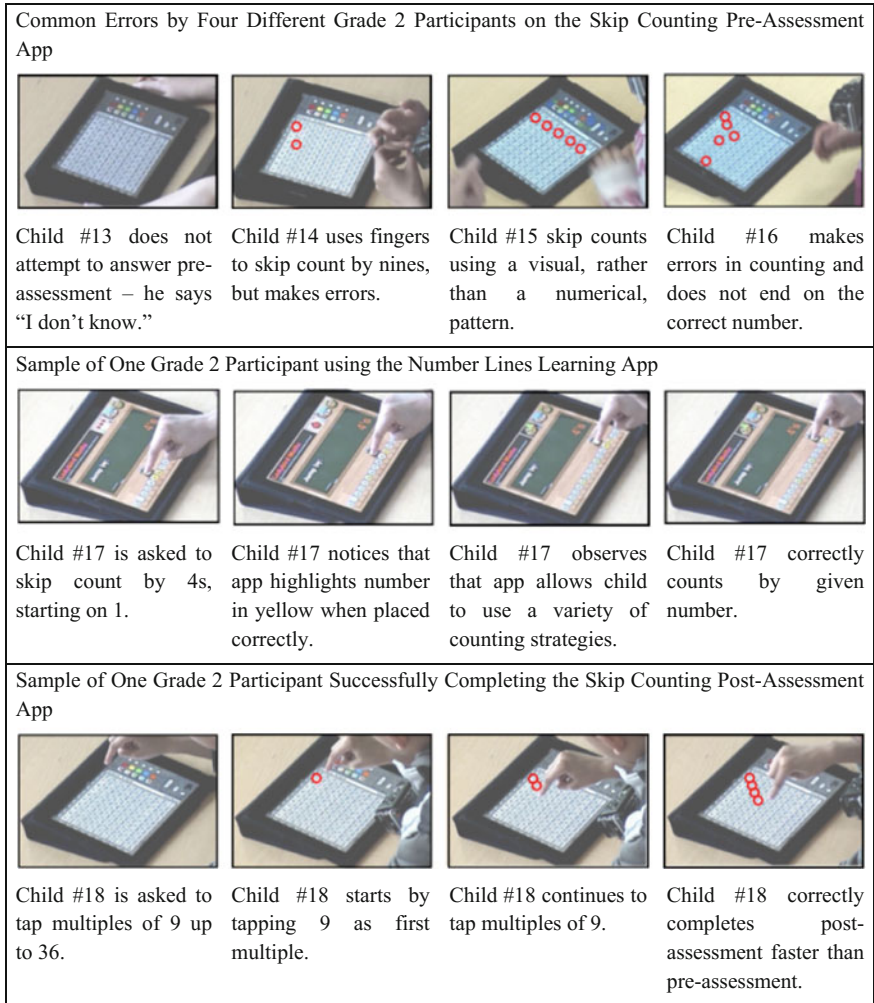 Common Errors by Four Different Grade 2 Participants on the Skip Counting Pre-Assessment
App
Child #13 does not
attempt to answer pre-
assessment – he says
“I don’t know.”
Child #14 uses fingers
to skip count by nines,
but makes errors.
Child #15 skip counts
using a visual, rather
than a numerical,
pattern.
Child #16 makes
errors in counting and
does not end on the
correct number.
Sample of One Grade 2 Participant using the Number Lines Learning App
4's
4's
4's
4's
Child #17 is asked to
skip count by 4s,
starting on 1.
Child #17 notices that
app highlights number
in yellow when placed
correctly.
Child #17 observes
that app allows child
to use a variety of
counting strategies.
Child #17 correctly
counts by given
number.
Sample of One Grade 2 Participant Successfully Completing the Skip Counting Post-Assessment
App
Child #18 is asked to
tap multiples of 9 up
to 36.
Child #18 starts by
tapping 9 as first
multiple.
Child #18 continues to
tap multiples of 9.
Child #18 correctly
completes post-
assessment faster than
pre-assessment.